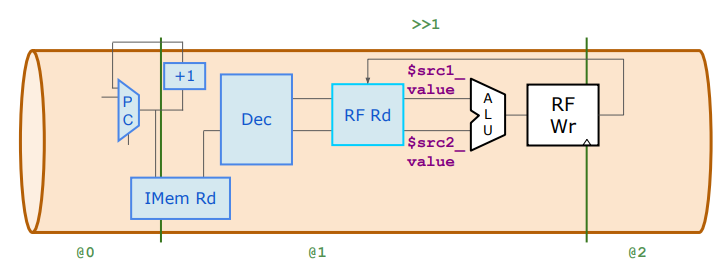 >>1
+1
$src1_
value
P
C
Dec
RF Rd
A
L
U
RF
Wr
$src2_
value
IMem Rd
@0
@1
@2